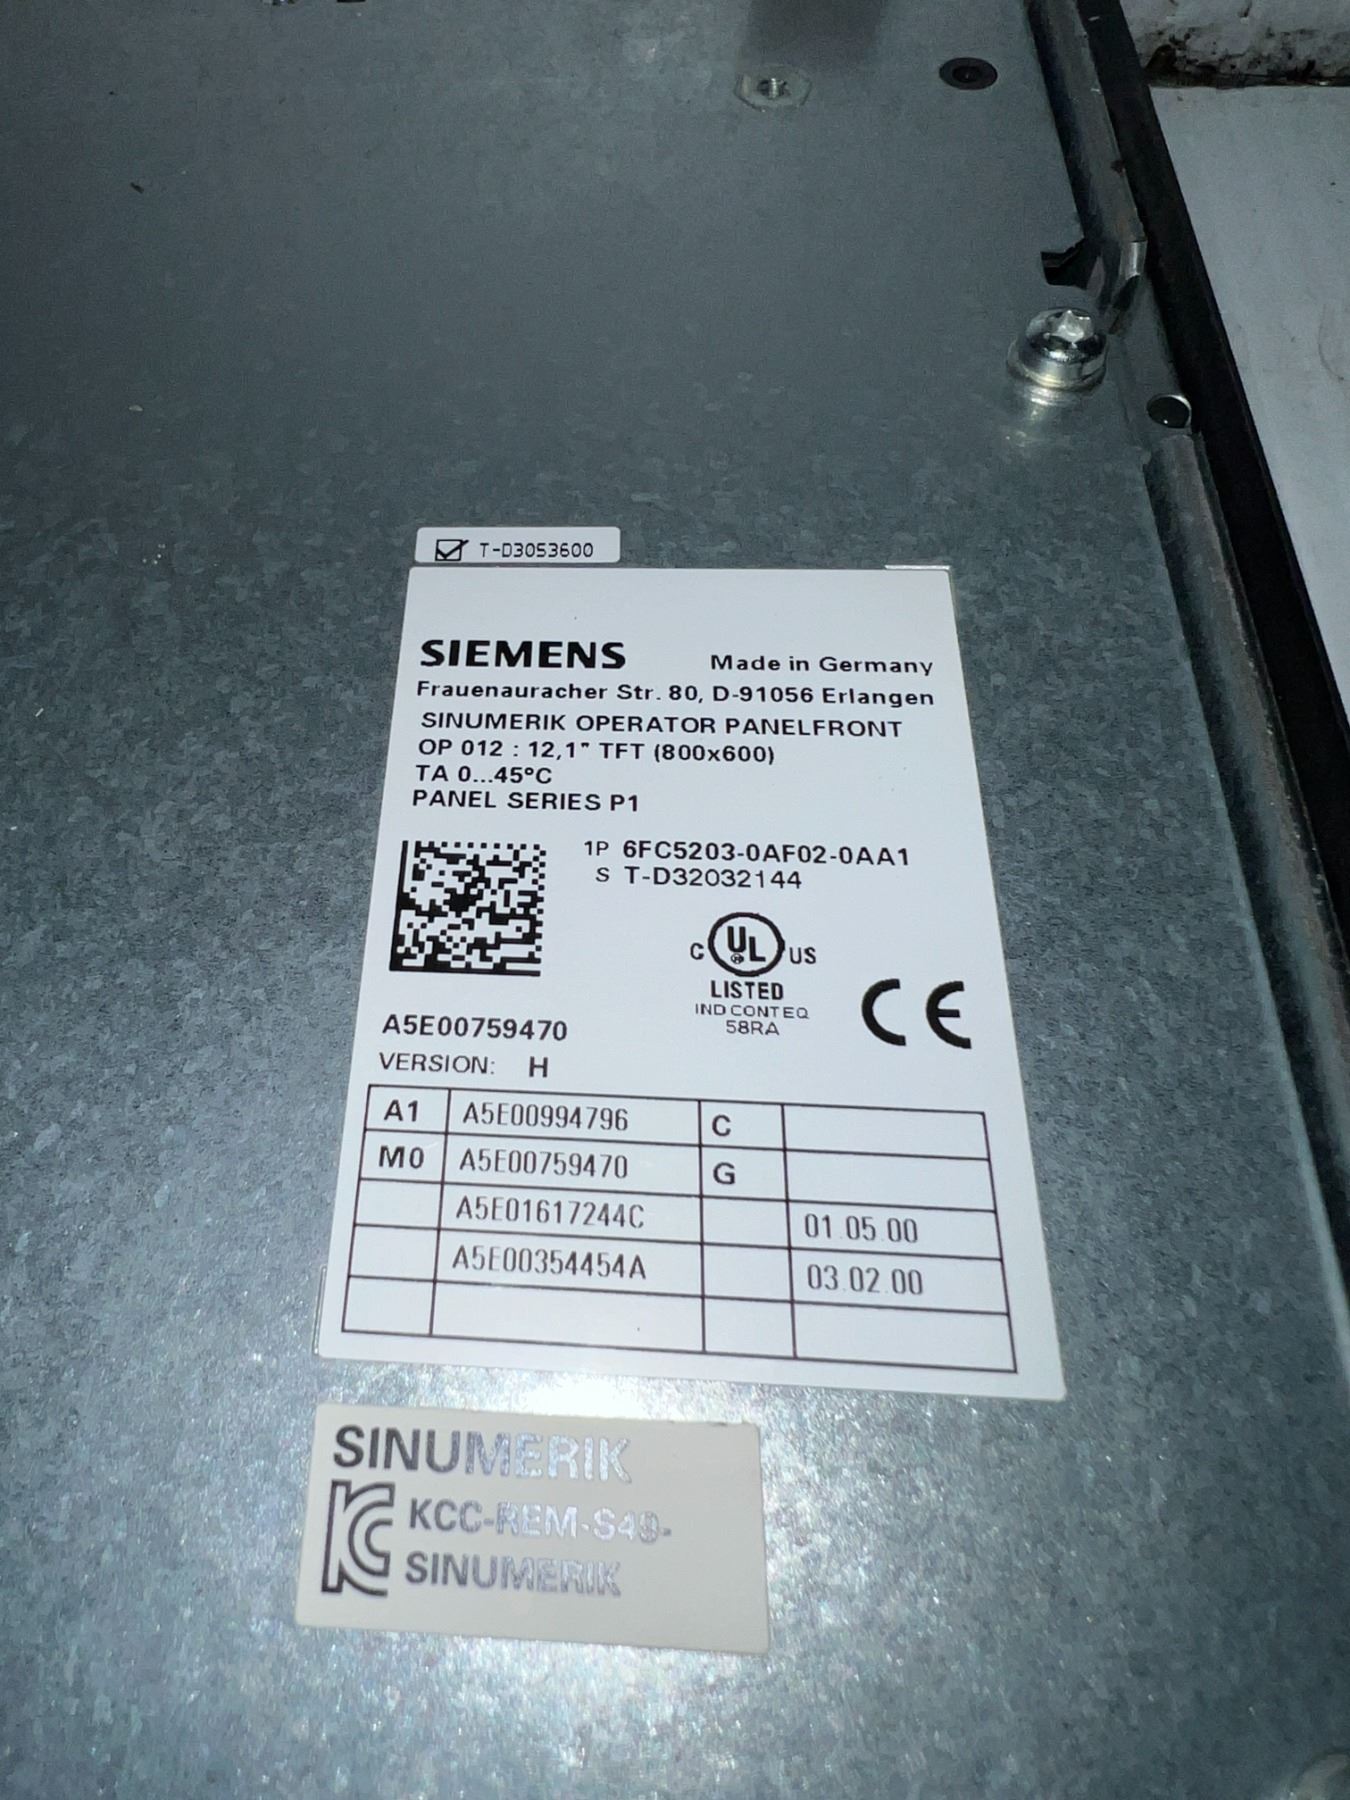 T-D3053600
SIEMENS Made in Germany
Frauenauracher Str. 80, D-91056 Erlangen
SINUMERIK OPERATOR PANELFRONT
OP 012 : 12,1" TFT (800x600)
TA 0...45°C
PANEL SERIES P1
1P 6FC5203-0AF02-0AA1
S T-D32032144
C UL US
LISTED
IND CONT EQ
58RA
CE
A5E00759470
VERSION: H
A1 A5E00994796 C
M0 A5E00759470 G
A5E01617244C 01.05.00
A5E00354454A 03.02.00
SINUMERIK
KCC-REM-S49-
SINUMERIK